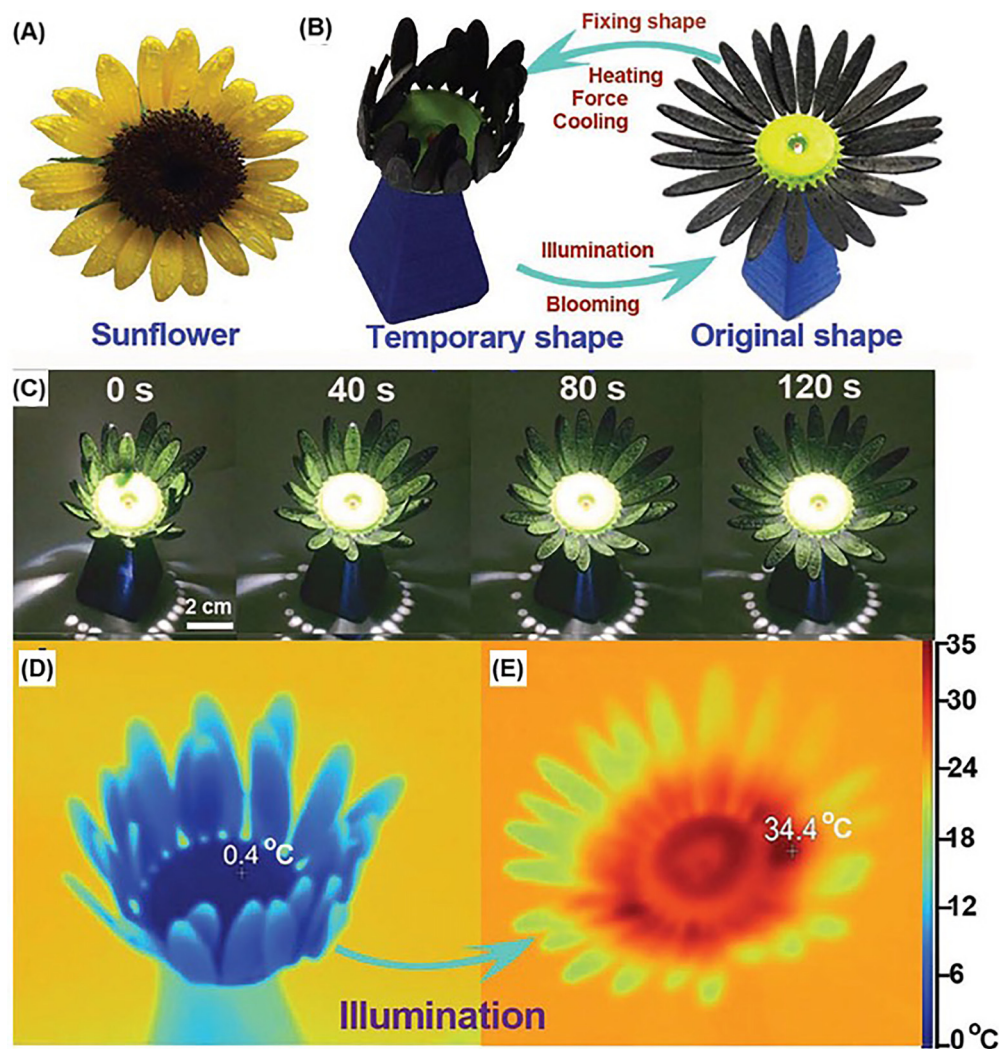 (A)
Sunflower
(B)
Fixing shape
Heating
Force
Cooling
Illumination
Blooming
Temporary shape
Original shape
(C)
0 s
40 s
80 s
120 s
2 cm
(D)
0.4 °C
(E)
34.4 °C
Illumination
35
30
24
18
12
6
0 °C